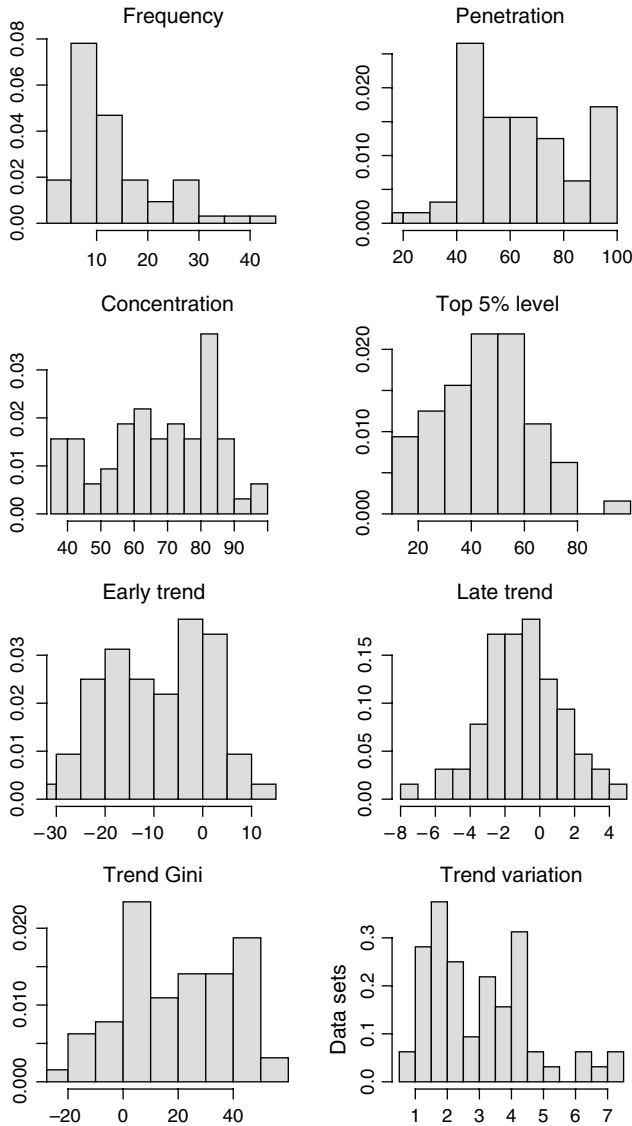 Frequency
0.00 0.02 0.04 0.06 0.08
10 20 30 40
Penetration
0.000 0.010 0.020
20 40 60 80 100
Concentration
0.00 0.01 0.02 0.03
40 50 60 70 80 90
Top 5% level
0.000 0.010 0.020
20 40 60 80
Early trend
0.00 0.01 0.02 0.03
−30 −20 −10 0 10
Late trend
0.00 0.05 0.10 0.15
−8 −6 −4 −2 0 2 4
Trend Gini
0.000 0.010 0.020
−20 0 20 40
Trend variation
Data sets
0.0 0.1 0.2 0.3
1 2 3 4 5 6 7